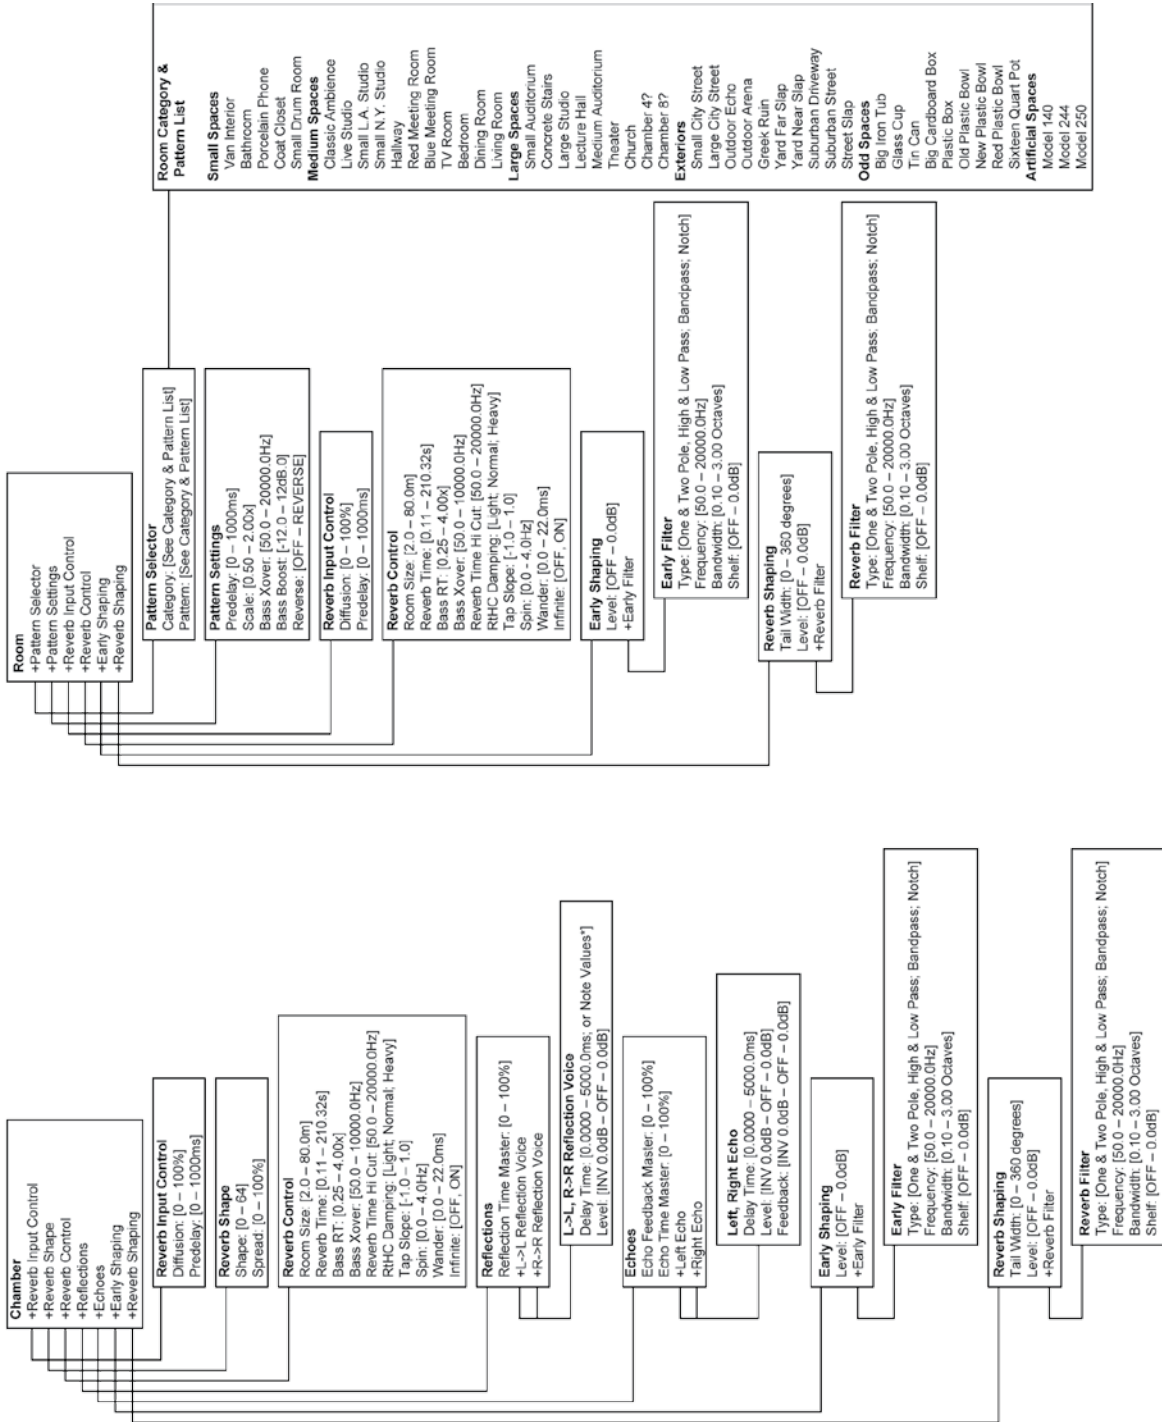 Chamber
+Reverb Input Control
+Reverb Shape
+Reverb Control
+Reflections
+Echoes
+Early Shaping
+Reverb Shaping
Reverb Input Control
Diffusion: [0 – 100%]
Predelay: [0 – 1000ms]
Reverb Shape
Shape: [0 – 64]
Spread: [0 – 100%]
Reverb Control
Room Size: [2.0 – 80.0m]
Reverb Time: [0.11 – 210.32s]
Bass RT: [0.25 – 4.00x]
Bass Xover: [50.0 – 10000.0Hz]
Reverb Time Hi Cut: [50.0 – 20000.0Hz]
RtHC Damping: [Light; Normal; Heavy]
Tap Slope: [-1.0 – 1.0]
Spin: [0.0 – 4.0Hz]
Wander: [0.0 – 22.0ms]
Infinite: [OFF, ON]
Reflections
Reflection Time Master: [0 – 100%]
+L->L Reflection Voice
+R->R Reflection Voice
L->L, R->R Reflection Voice
Delay Time: [0.0000 – 5000.0ms; or Note Values*]
Level: [INV 0.0dB – OFF – 0.0dB]
Echoes
Echo Feedback Master: [0 – 100%]
Echo Time Master: [0 – 100%]
+Left Echo
+Right Echo
Left, Right Echo
Delay Time: [0.0000 – 5000.0ms]
Level: [INV 0.0dB – OFF – 0.0dB]
Feedback: [INV 0.0dB – OFF – 0.0dB]
Early Shaping
Level: [OFF – 0.0dB]
+Early Filter
Early Filter
Type: [One & Two Pole, High & Low Pass; Bandpass; Notch]
Frequency: [50.0 – 20000.0Hz]
Bandwidth: [0.10 – 3.00 Octaves]
Shelf: [OFF – 0.0dB]
Reverb Shaping
Tail Width: [0 – 360 degrees]
Level: [OFF – 0.0dB]
+Reverb Filter
Reverb Filter
Type: [One & Two Pole, High & Low Pass; Bandpass; Notch]
Frequency: [50.0 – 20000.0Hz]
Bandwidth: [0.10 – 3.00 Octaves]
Shelf: [OFF – 0.0dB]
Room
+Pattern Selector
+Pattern Settings
+Reverb Input Control
+Reverb Control
+Early Shaping
+Reverb Shaping
Pattern Selector
Category: [See Category & Pattern List]
Pattern: [See Category & Pattern List]
Pattern Settings
Predelay: [0 – 1000ms]
Scale: [0.50 – 2.00x]
Bass Xover: [50.0 – 20000.0Hz]
Bass Boost: [-12.0 – 12dB.0]
Reverse: [OFF – REVERSE]
Reverb Input Control
Diffusion: [0 – 100%]
Predelay: [0 – 1000ms]
Reverb Control
Room Size: [2.0 – 80.0m]
Reverb Time: [0.11 – 210.32s]
Bass RT: [0.25 – 4.00x]
Bass Xover: [50.0 – 10000.0Hz]
Reverb Time Hi Cut: [50.0 – 20000.0Hz]
RtHC Damping: [Light; Normal; Heavy]
Tap Slope: [-1.0 – 1.0]
Spin: [0.0 – 4.0Hz]
Wander: [0.0 – 22.0ms]
Infinite: [OFF, ON]
Early Shaping
Level: [OFF – 0.0dB]
+Early Filter
Early Filter
Type: [One & Two Pole, High & Low Pass; Bandpass; Notch]
Frequency: [50.0 – 20000.0Hz]
Bandwidth: [0.10 – 3.00 Octaves]
Shelf: [OFF – 0.0dB]
Reverb Shaping
Tail Width: [0 – 360 degrees]
Level: [OFF – 0.0dB]
+Reverb Filter
Reverb Filter
Type: [One & Two Pole, High & Low Pass; Bandpass; Notch]
Frequency: [50.0 – 20000.0Hz]
Bandwidth: [0.10 – 3.00 Octaves]
Shelf: [OFF – 0.0dB]
Room Category &
Pattern List
Small Spaces
Van Interior
Bathroom
Porcelain Phone
Coat Closet
Small Drum Room
Medium Spaces
Classic Ambience
Live Studio
Small L.A. Studio
Small N.Y. Studio
Hallway
Red Meeting Room
Blue Meeting Room
TV Room
Bedroom
Dining Room
Living Room
Large Spaces
Small Auditorium
Concrete Stairs
Large Studio
Lecture Hall
Medium Auditorium
Theater
Church
Chamber 4?
Chamber 8?
Exteriors
Small City Street
Large City Street
Outdoor Echo
Outdoor Arena
Greek Ruin
Yard Far Slap
Yard Near Slap
Suburban Driveway
Suburban Street
Street Slap
Odd Spaces
Big Iron Tub
Glass Cup
Tin Can
Big Cardboard Box
Plastic Box
Old Plastic Bowl
New Plastic Bowl
Red Plastic Bowl
Sixteen Quart Pot
Artificial Spaces
Model 140
Model 244
Model 250